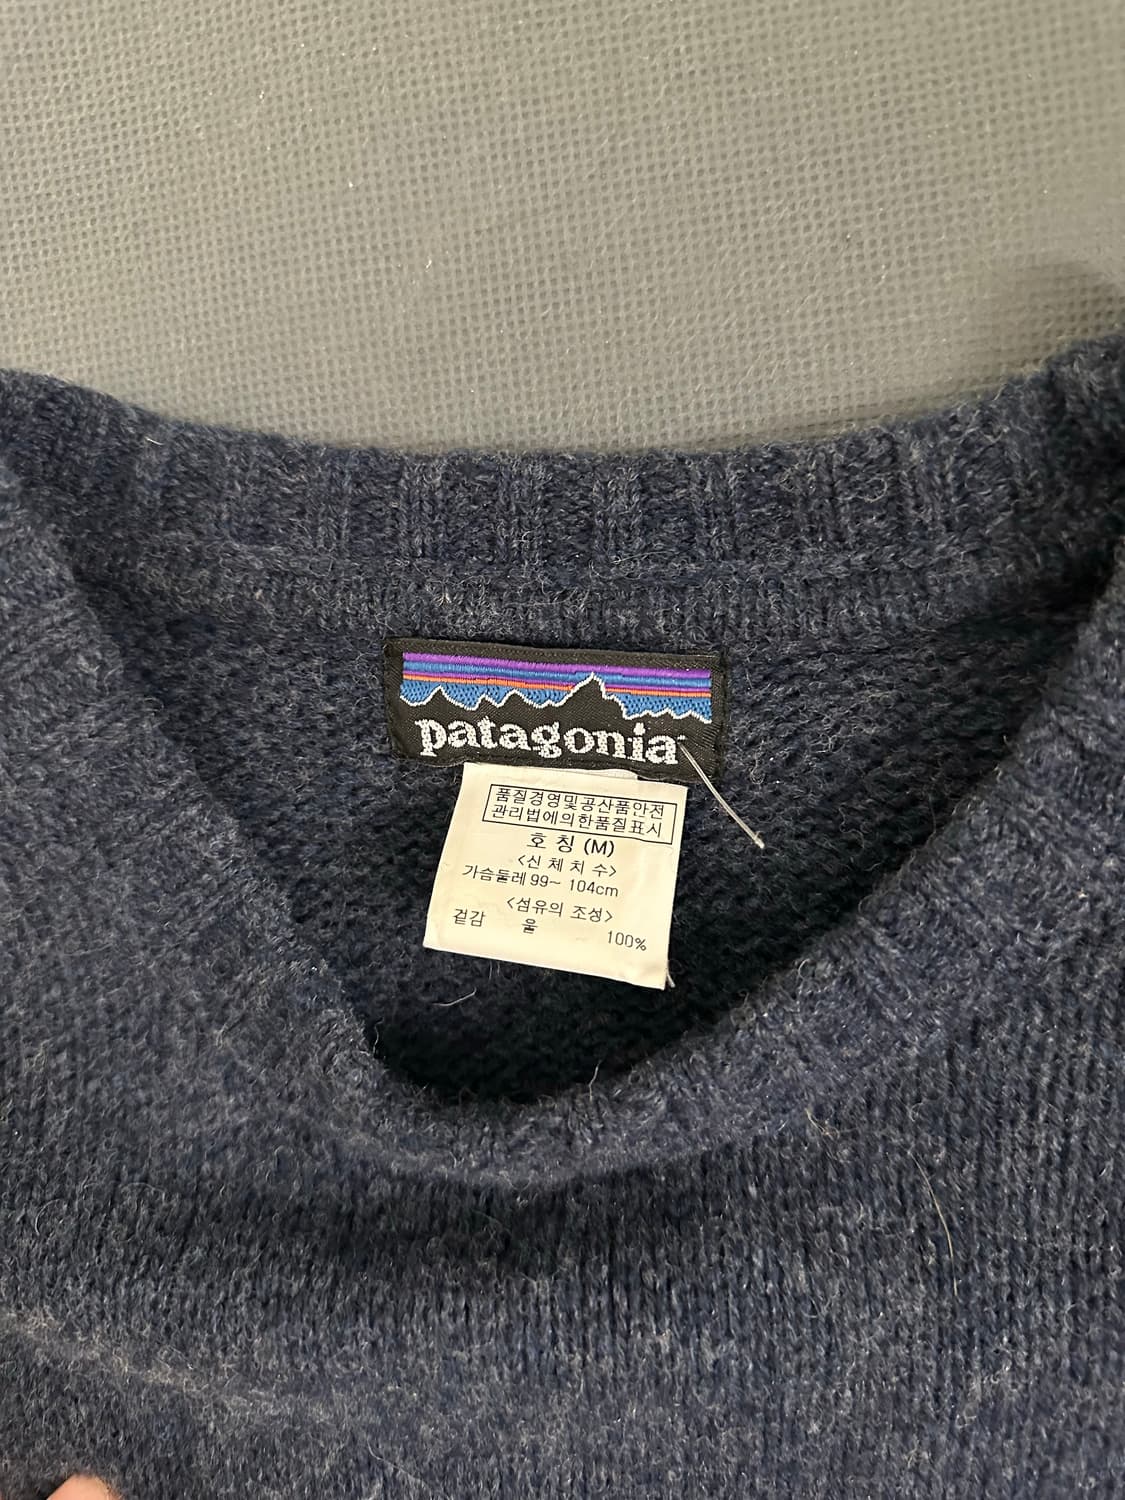 patagonia
품질경영및공산품안전
관리법에의한품질표시
호칭 (M)
<신체치수>
가슴둘레 99~ 104cm
<섬유의 조성>
겉감 울 100%